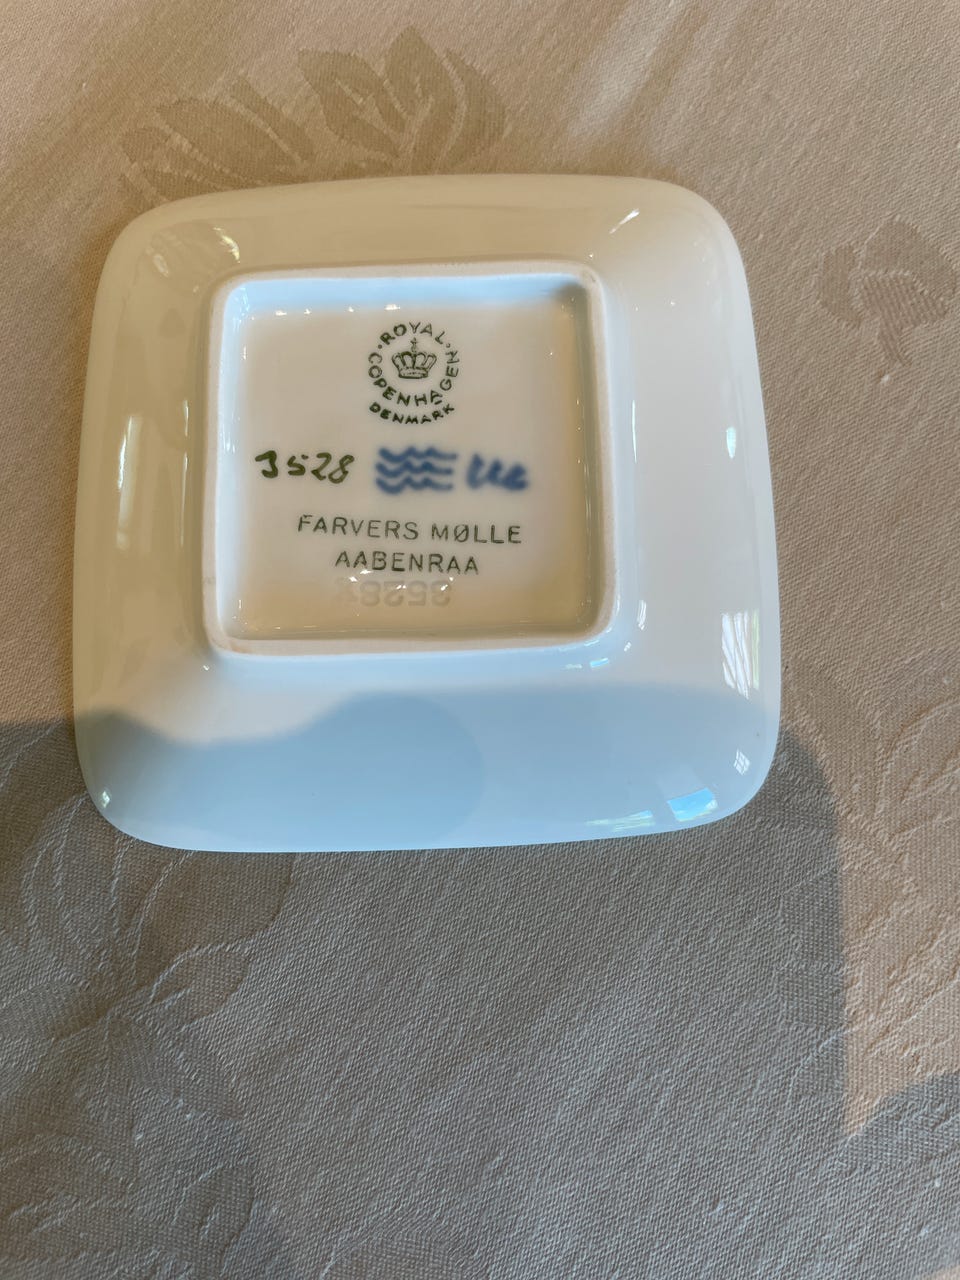 ROYAL COPENHAGEN
DENMARK
3528
FARVERS MØLLE
AABENRAA
3528